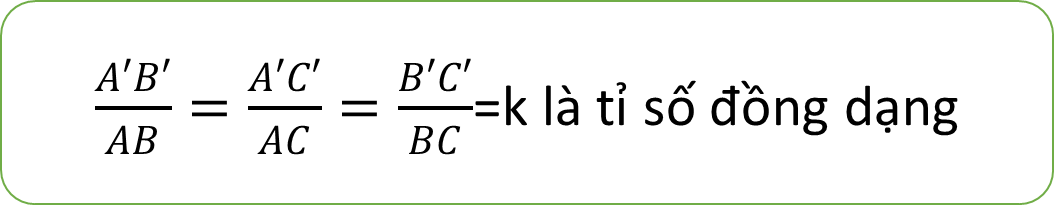 A'B'/AB = A'C'/AC = B'C'/BC =k là tỉ số đồng dạng